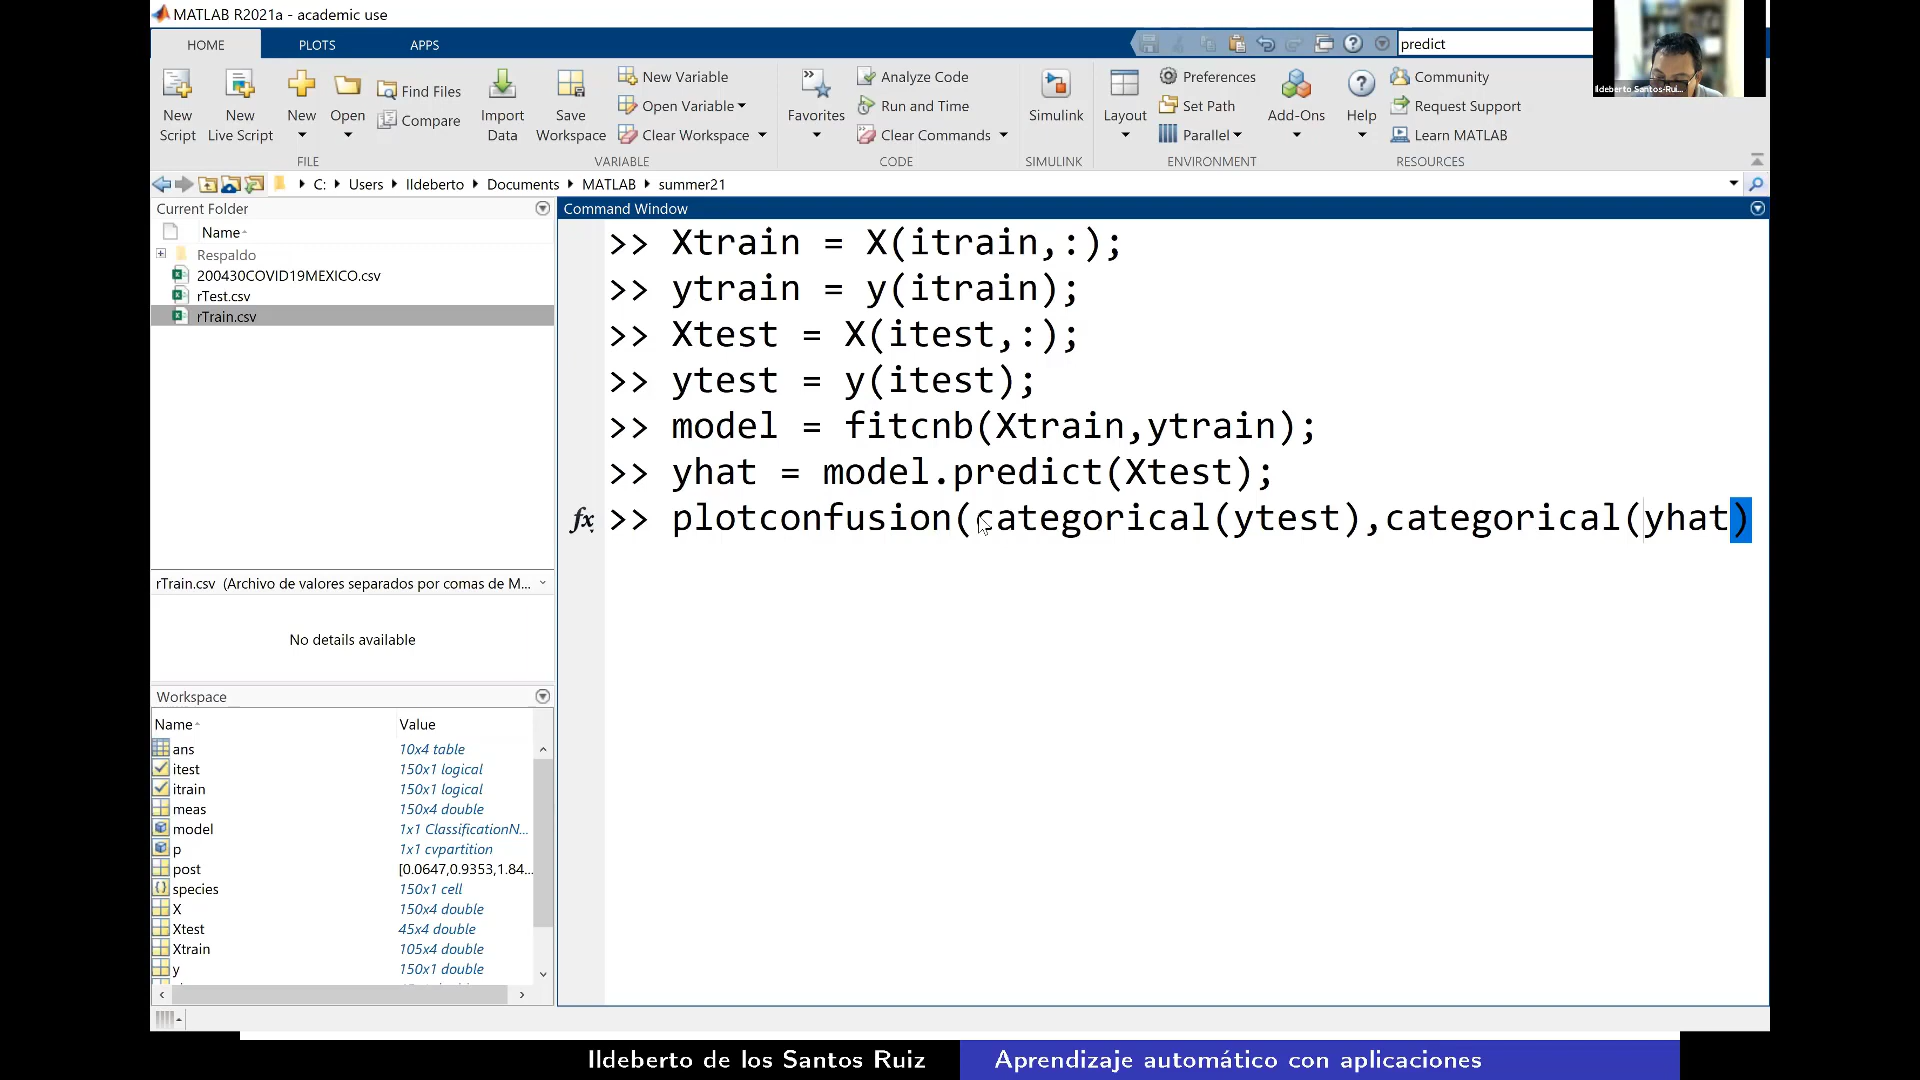 MATLAB R2021a - academic use
HOME PLOTS APPS
predict
Ildeberto Santos-Rui...
New Script
New Live Script
New
Open
Find Files
Compare
Import Data
Save Workspace
New Variable
Open Variable
Clear Workspace
Favorites
Analyze Code
Run and Time
Clear Commands
Simulink
Layout
Preferences
Set Path
Parallel
Add-Ons
Help
Community
Request Support
Learn MATLAB
FILE VARIABLE CODE SIMULINK ENVIRONMENT RESOURCES
C: Users Ildeberto Documents MATLAB summer21
Current Folder
Name
Respaldo
200430COVID19MEXICO.csv
rTest.csv
rTrain.csv
rTrain.csv (Archivo de valores separados por comas de M...
No details available
Workspace
Name Value
ans 10x4 table
itest 150x1 logical
itrain 150x1 logical
meas 150x4 double
model 1x1 ClassificationN...
p 1x1 cvpartition
post [0.0647,0.9353,1.84...
species 150x1 cell
X 150x4 double
Xtest 45x4 double
Xtrain 105x4 double
y 150x1 double
Command Window
>> Xtrain = X(itrain,:);
>> ytrain = y(itrain);
>> Xtest = X(itest,:);
>> ytest = y(itest);
>> model = fitcnb(Xtrain,ytrain);
>> yhat = model.predict(Xtest);
fx >> plotconfusion(categorical(ytest),categorical(yhat)
Ildeberto de los Santos Ruiz
Aprendizaje automático con aplicaciones